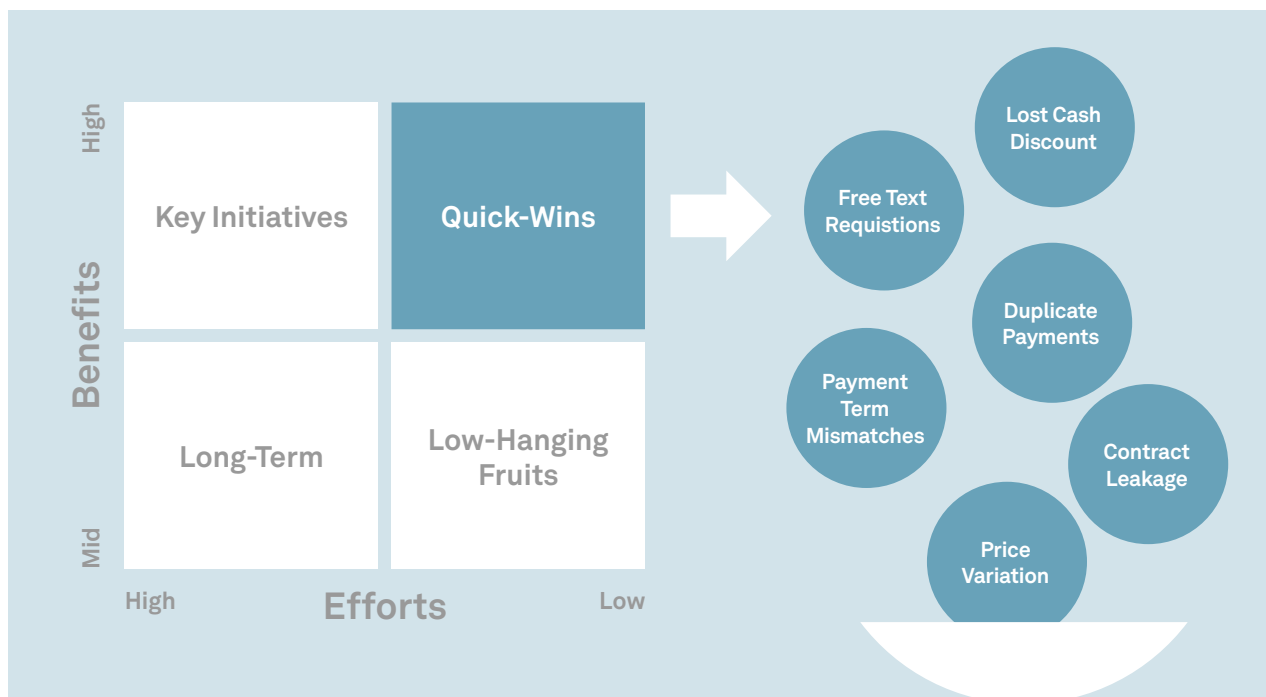 High
Benefits
Mid
Key Initiatives
Quick-Wins
Long-Term
Low-Hanging
Fruits
High
Efforts
Low
Lost Cash
Discount
Free Text
Requistions
Duplicate
Payments
Payment
Term
Mismatches
Contract
Leakage
Price
Variation